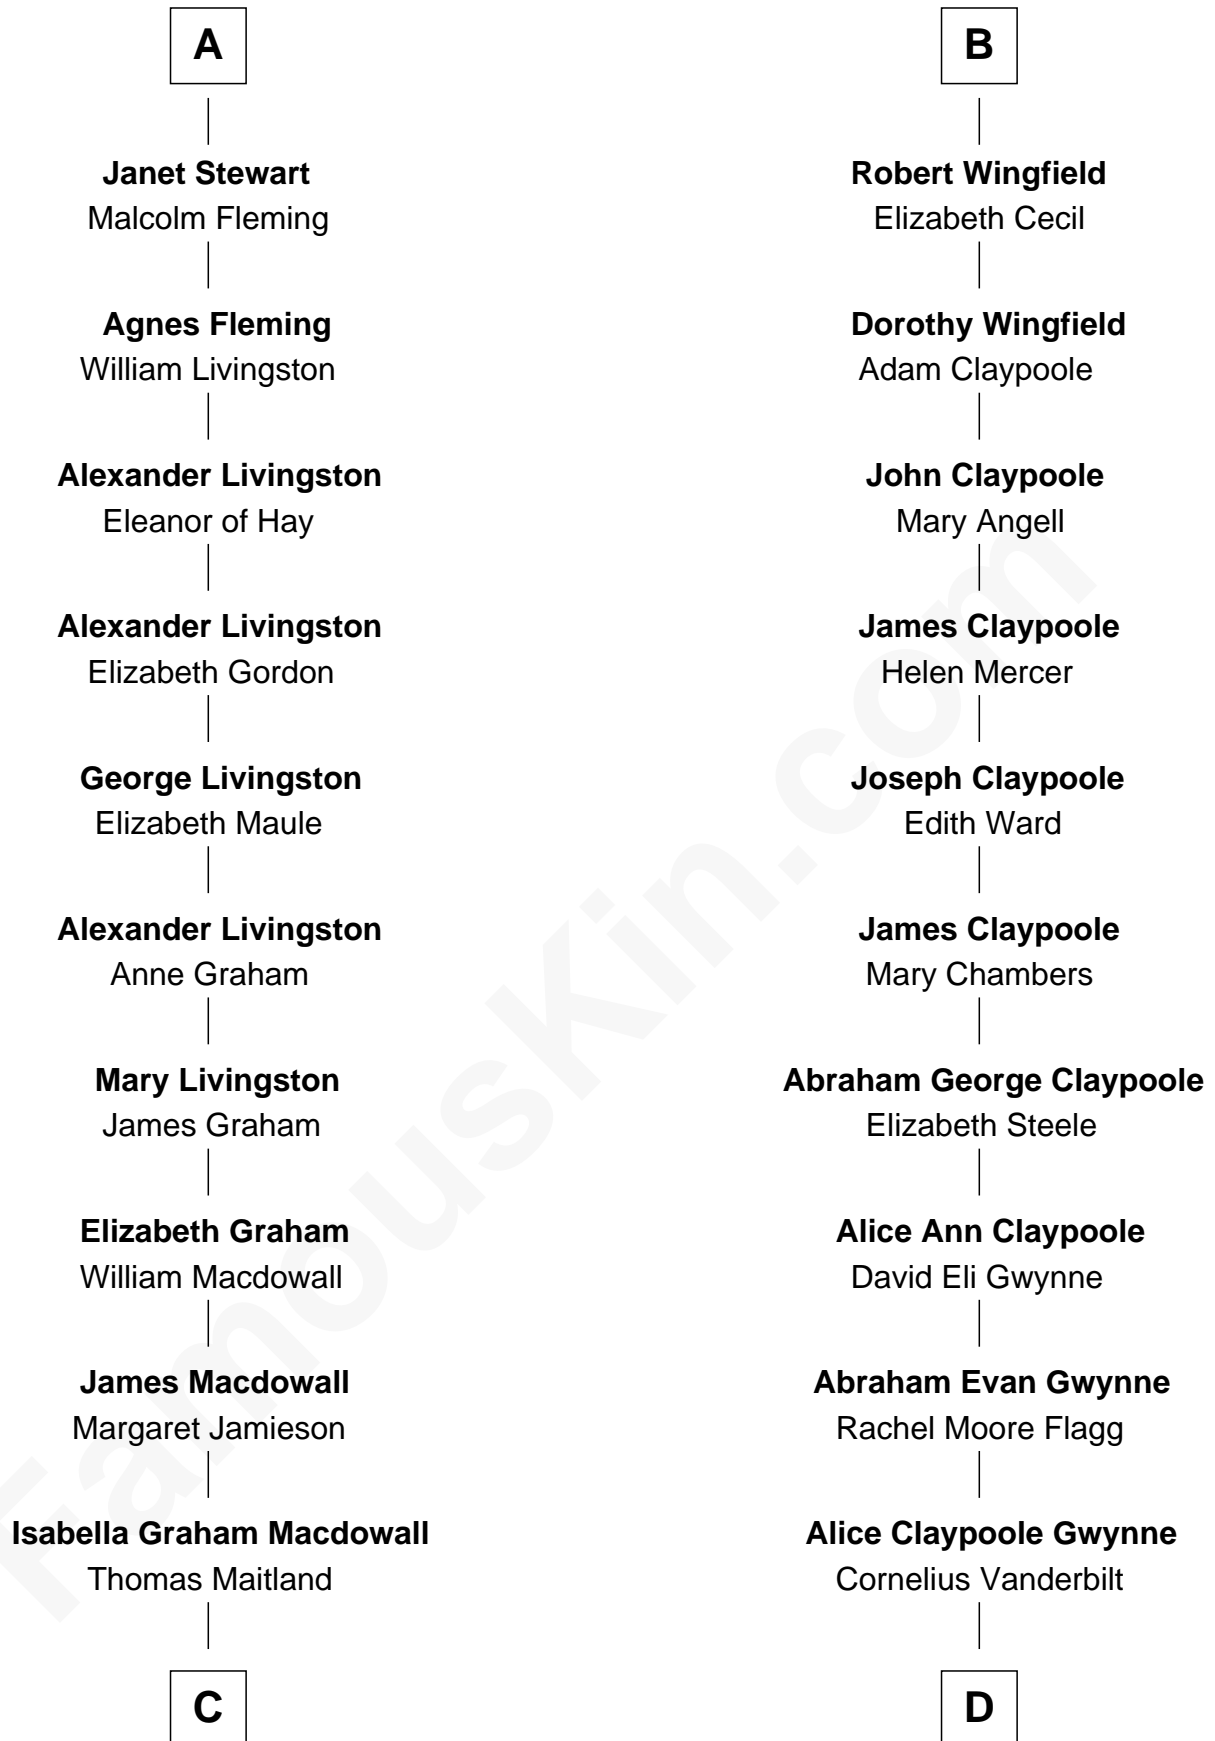 A
Janet Stewart
Malcolm Fleming
Agnes Fleming
William Livingston
Alexander Livingston
Eleanor of Hay
Alexander Livingston
Elizabeth Gordon
George Livingston
Elizabeth Maule
Alexander Livingston
Anne Graham
Mary Livingston
James Graham
Elizabeth Graham
William Macdowall
James Macdowall
Margaret Jamieson
Isabella Graham Macdowall
Thomas Maitland
C
B
Robert Wingfield
Elizabeth Cecil
Dorothy Wingfield
Adam Claypoole
John Claypoole
Mary Angell
James Claypoole
Helen Mercer
Joseph Claypoole
Edith Ward
James Claypoole
Mary Chambers
Abraham George Claypoole
Elizabeth Steele
Alice Ann Claypoole
David Eli Gwynne
Abraham Evan Gwynne
Rachel Moore Flagg
Alice Claypoole Gwynne
Cornelius Vanderbilt
D
FamousKin.com